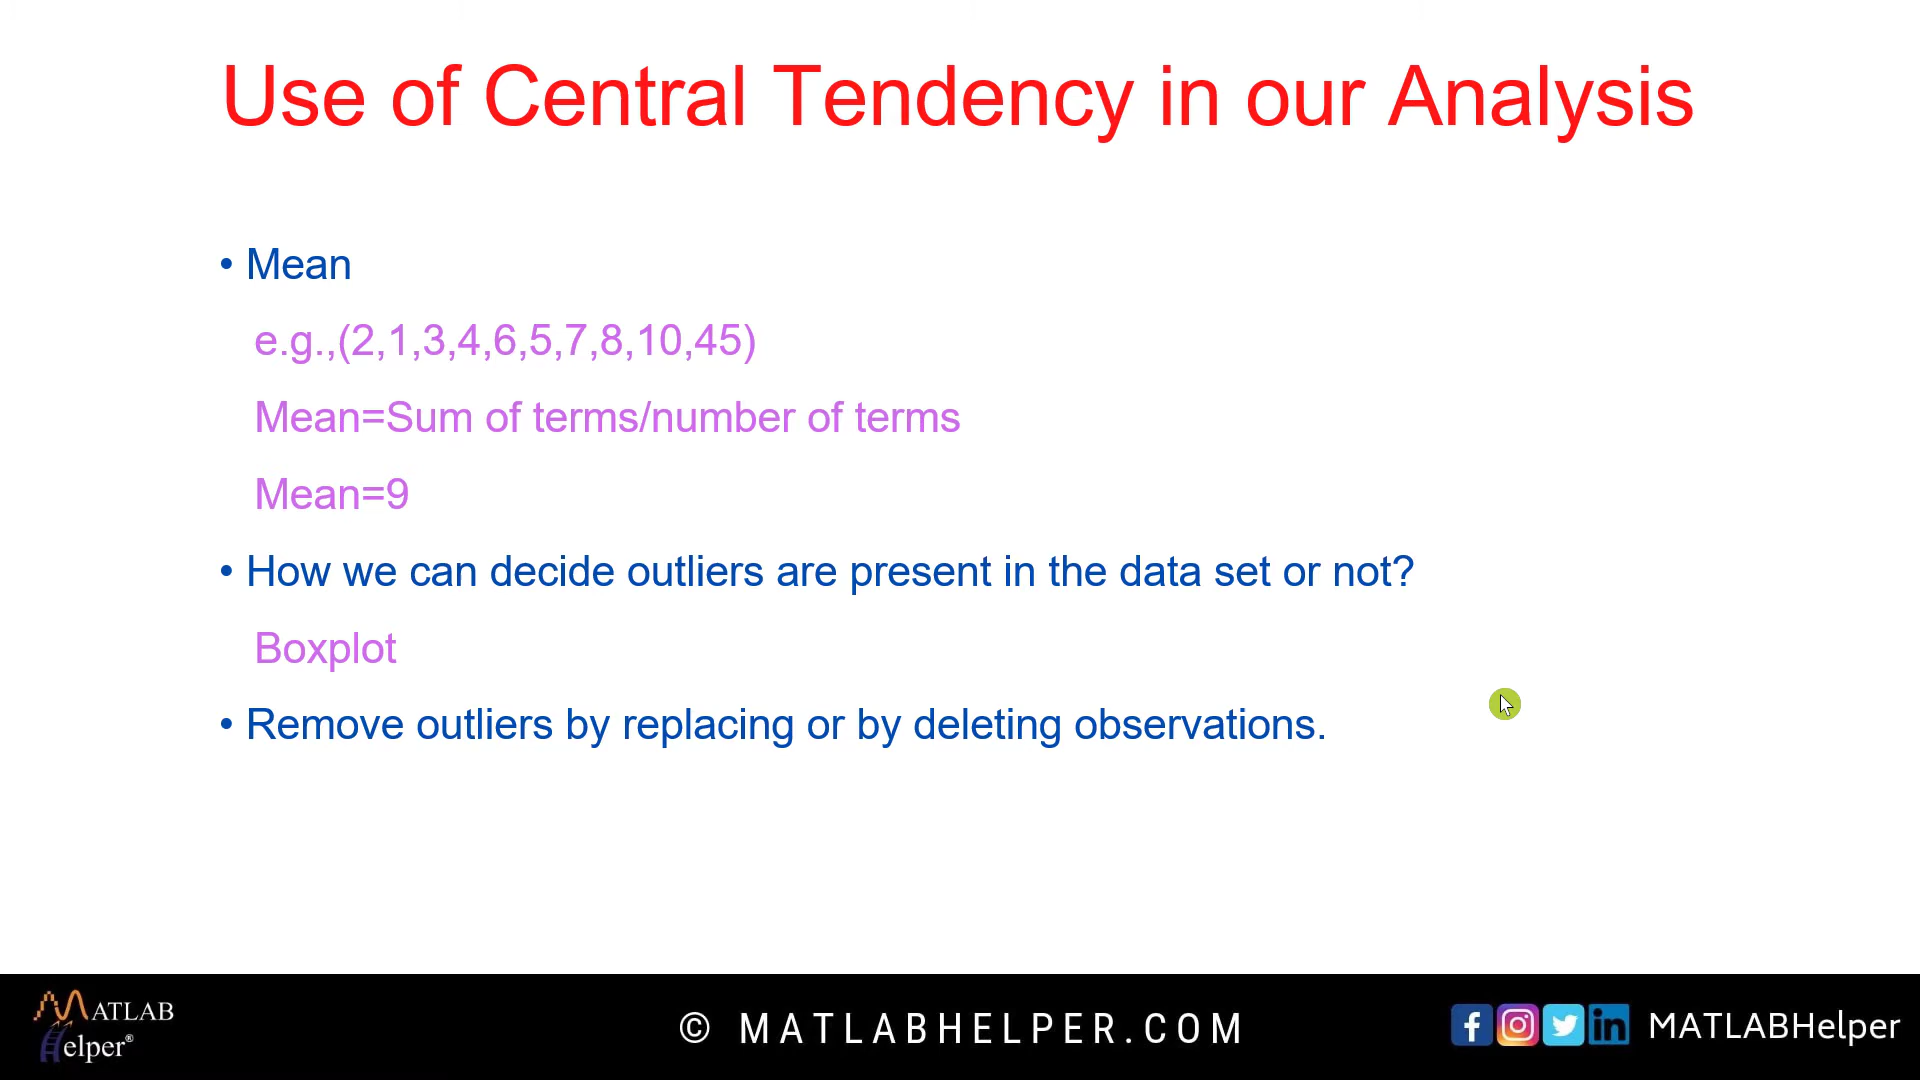 Use of Central Tendency in our Analysis
• Mean
e.g.,(2,1,3,4,6,5,7,8,10,45)
Mean=Sum of terms/number of terms
Mean=9
• How we can decide outliers are present in the data set or not?
Boxplot
• Remove outliers by replacing or by deleting observations.
MATLAB
Helper®
© MATLABHELPER.COM
MATLABHelper